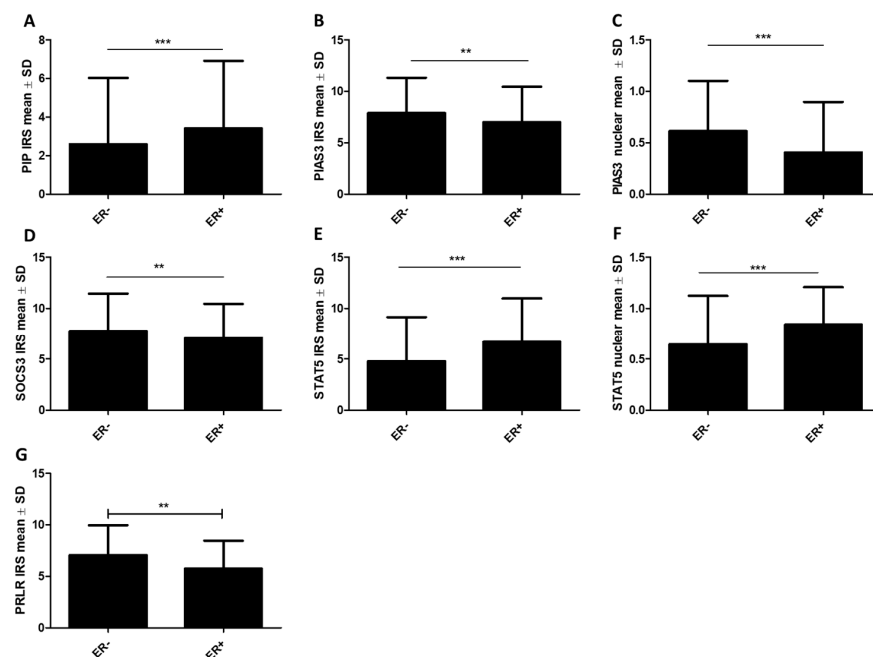 A
PIP IRS mean ± SD
8
6
4
2
0
***
ER-
ER+
B
PIAS3 IRS mean ± SD
15
10
5
0
**
ER-
ER+
C
PIAS3 nuclear mean ± SD
1.5
1.0
0.5
0.0
***
ER-
ER+
D
SOCS3 IRS mean ± SD
15
10
5
0
**
ER-
ER+
E
STAT5 IRS mean ± SD
15
10
5
0
***
ER-
ER+
F
STAT5 nuclear mean ± SD
1.5
1.0
0.5
0.0
***
ER-
ER+
G
PRLR IRS mean ± SD
15
10
5
0
**
ER-
ER+